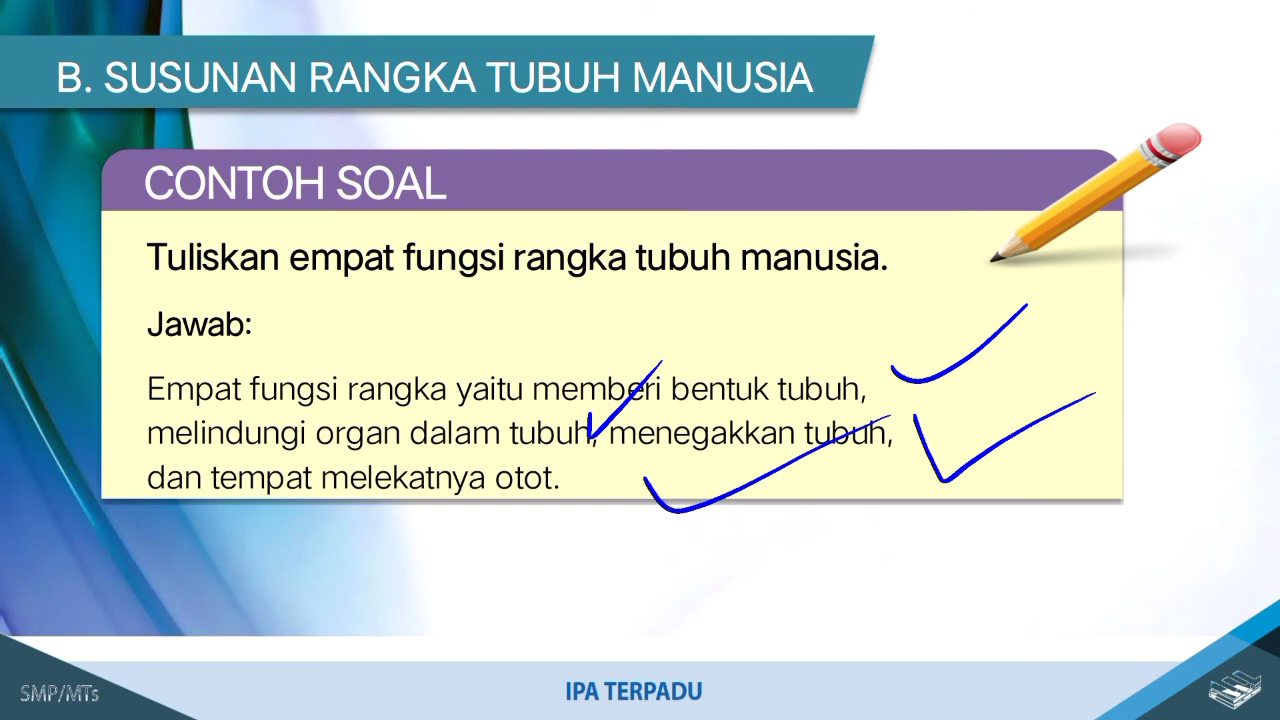 B. SUSUNAN RANGKA TUBUH MANUSIA
CONTOH SOAL
Tuliskan empat fungsi rangka tubuh manusia.
Jawab:
Empat fungsi rangka yaitu memberi bentuk tubuh,
melindungi organ dalam tubuh, menegakkan tubuh,
dan tempat melekatnya otot.
SMP/MTs
IPA TERPADU